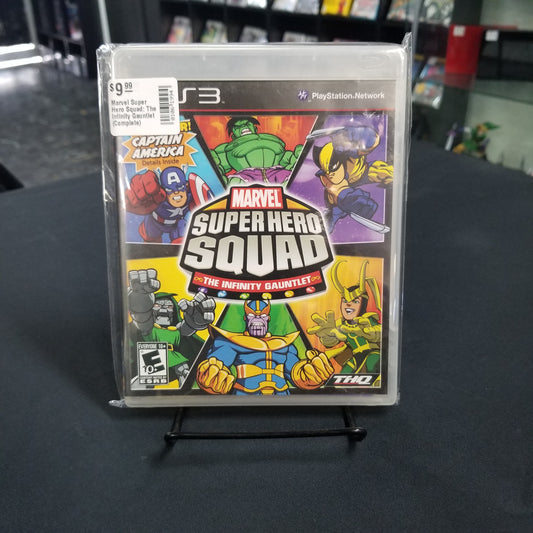 $9.99
Marvel Super
Hero Squad: The
Infinity Gauntlet
(Complete)
3
PlayStation®Network
CAPTAIN
AMERICA
Details Inside
MARVEL
SUPER HERO
SQUAD
THE INFINITY GAUNTLET
EVERYONE 10+
E
10+
ESRB
THQ